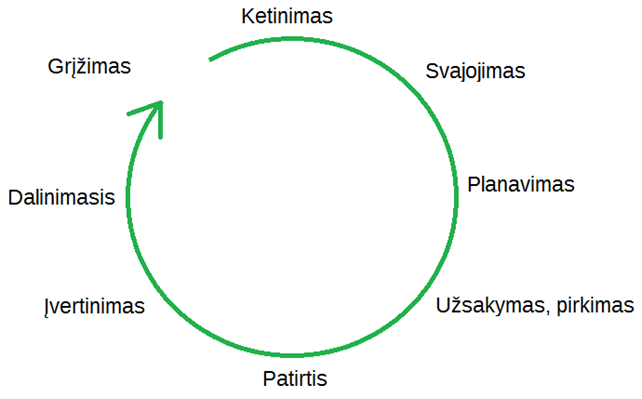 Ketinimas
Svajojimas
Planavimas
Užsakymas, pirkimas
Patirtis
Įvertinimas
Dalinimasis
Grįžimas